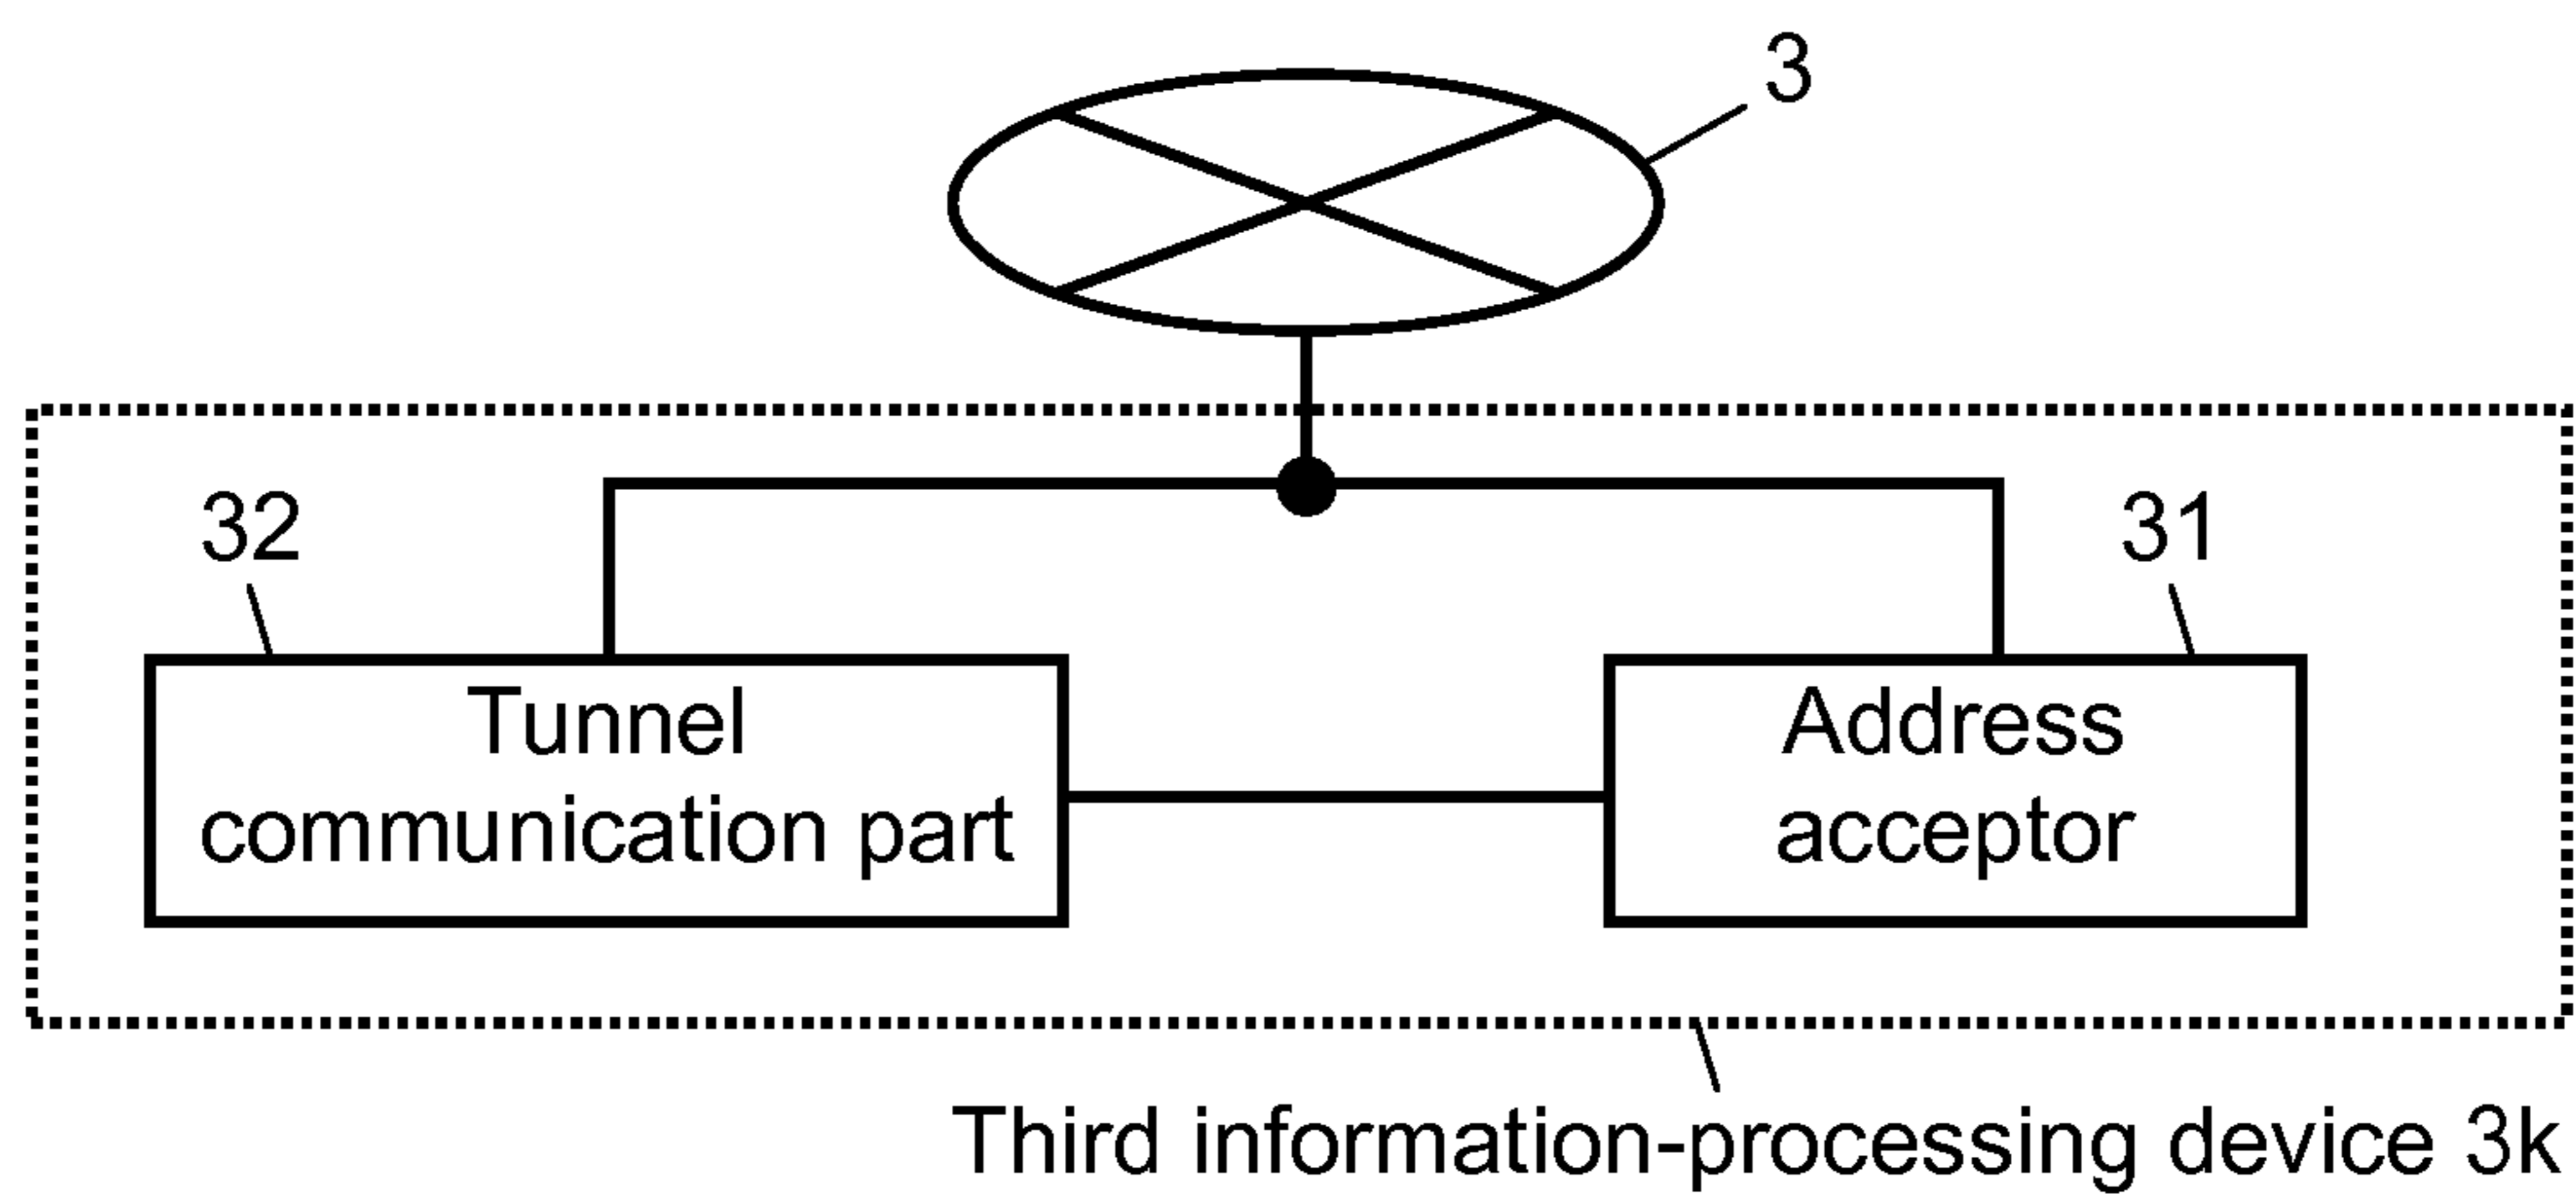 3
32
31
Tunnel
communication part
Address
acceptor
Third information-processing device 3k